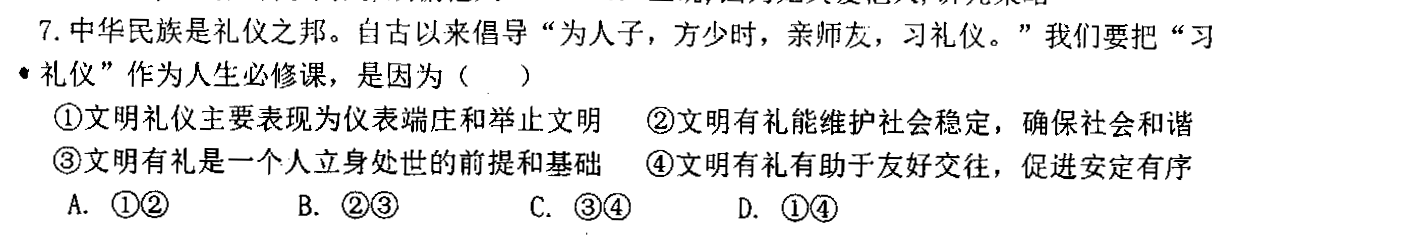 7. 中华民族是礼仪之邦。自古以来倡导“为人子，方少时，亲师友，习礼仪。”我们要把“习
礼仪”作为人生必修课，是因为（ ）
①文明礼仪主要表现为仪表端庄和举止文明 ②文明有礼能维护社会稳定，确保社会和谐
③文明有礼是一个人立身处世的前提和基础 ④文明有礼有助于友好交往，促进安定有序
A. ①② B. ②③ C. ③④ D. ①④